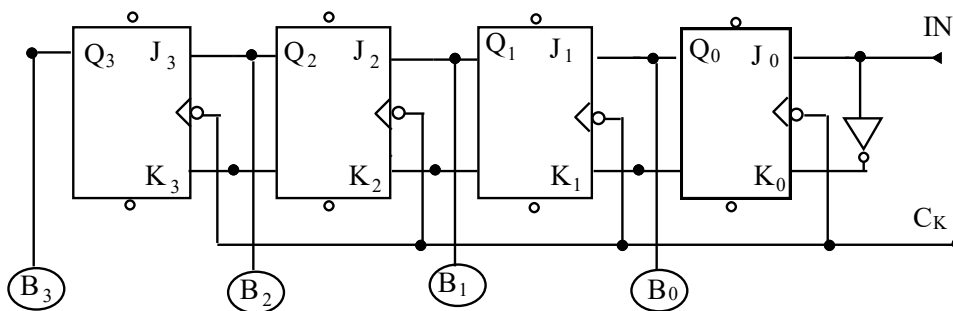 IN
Q3 J3 Q2 J2 Q1 J1 Q0 J0
K3 K2 K1 K0
CK
B3 B2 B1 B0